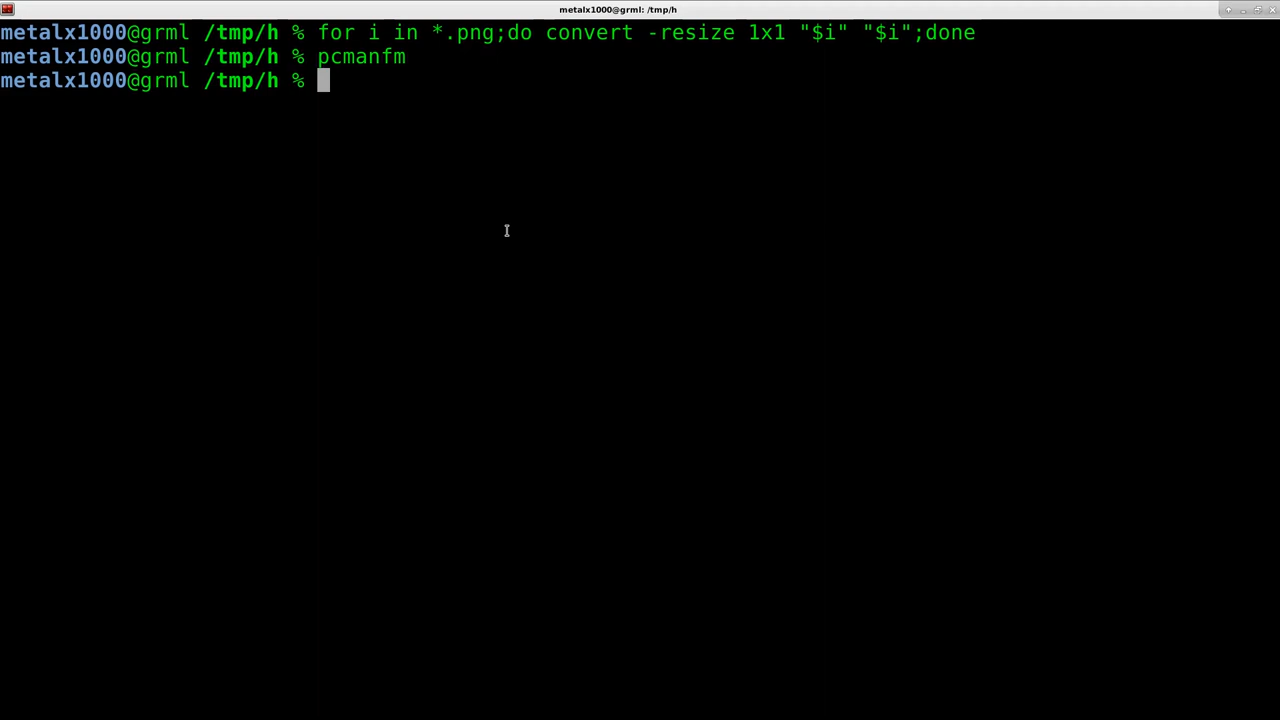 metalx1000@grml: /tmp/h
metalx1000@grml /tmp/h % for i in *.png;do convert -resize 1x1 "$i" "$i";done
metalx1000@grml /tmp/h % pcmanfm
metalx1000@grml /tmp/h %